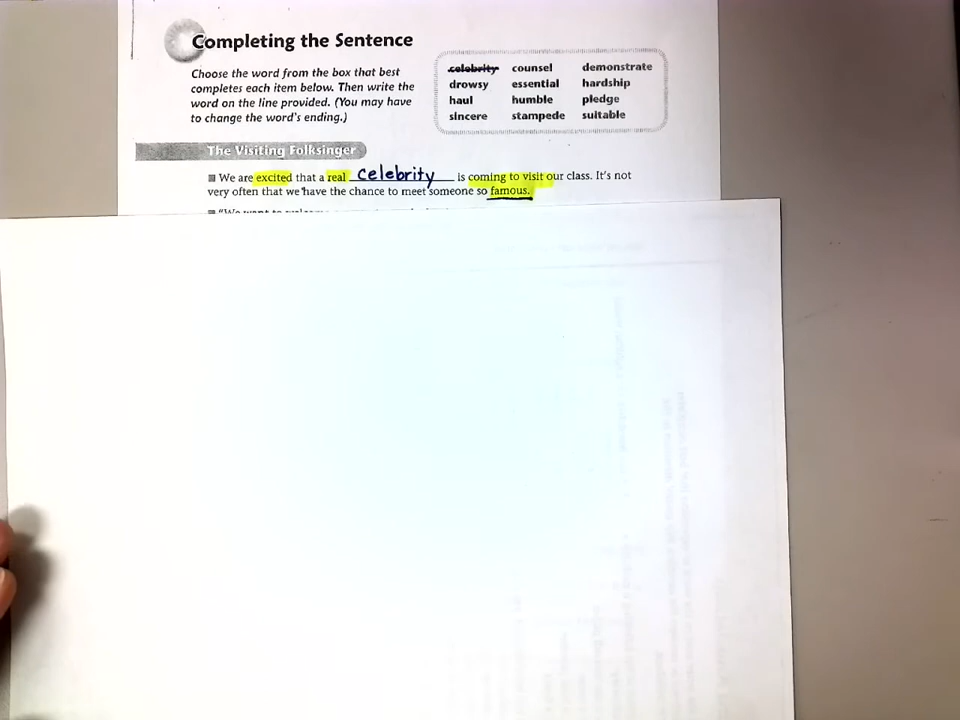 Completing the Sentence
Choose the word from the box that best
completes each item below. Then write the
word on the line provided. (You may have
to change the word's ending.)
celebrity counsel demonstrate
drowsy essential hardship
haul humble pledge
sincere stampede suitable
The Visiting Folksinger
We are excited that a real celebrity is coming to visit our class. It's not
very often that we have the chance to meet someone so famous.
"We want to